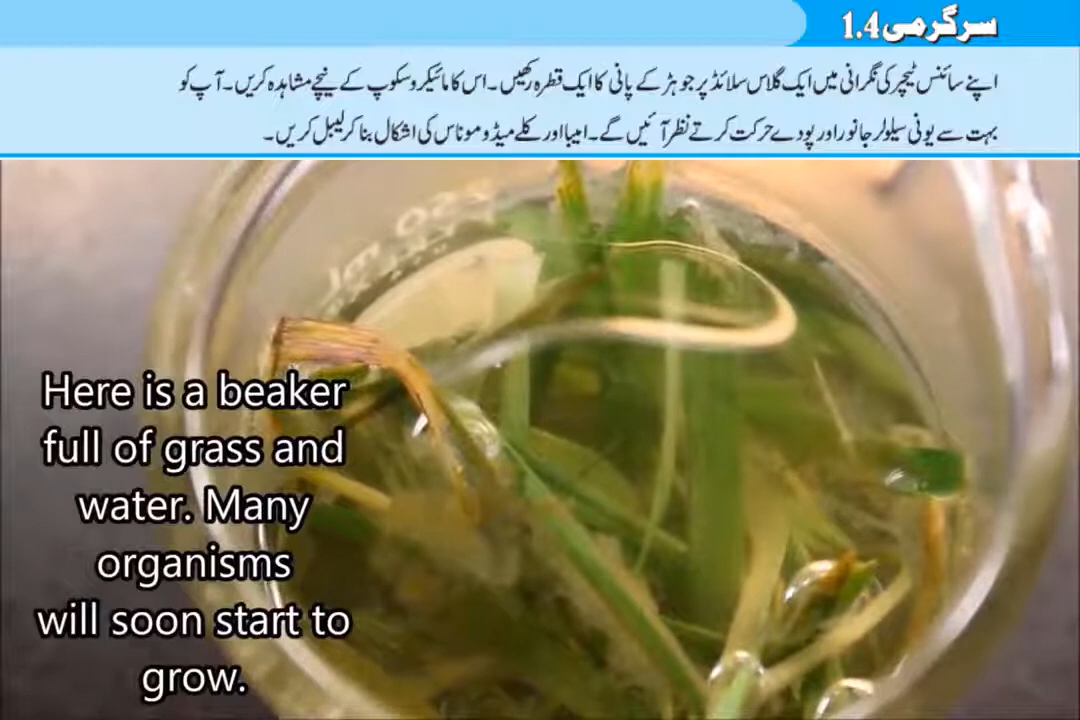 سرگرمی 1.4
اپنے سائنس ٹیچر کی نگرانی میں ایک گلاس سلائڈ پر جوہڑ کے پانی کا ایک قطرہ رکھیں۔ اس کا مائیکروسکوپ کے نیچے مشاہدہ کریں۔ آپ کو
بہت سے یونی سیلولر جانور اور پودے حرکت کرتے نظر آئیں گے۔ امیبا اور کلے میڈوموناس کی اشکال بنا کر لیبل کریں۔
Here is a beaker
full of grass and
water. Many
organisms
will soon start to
grow.